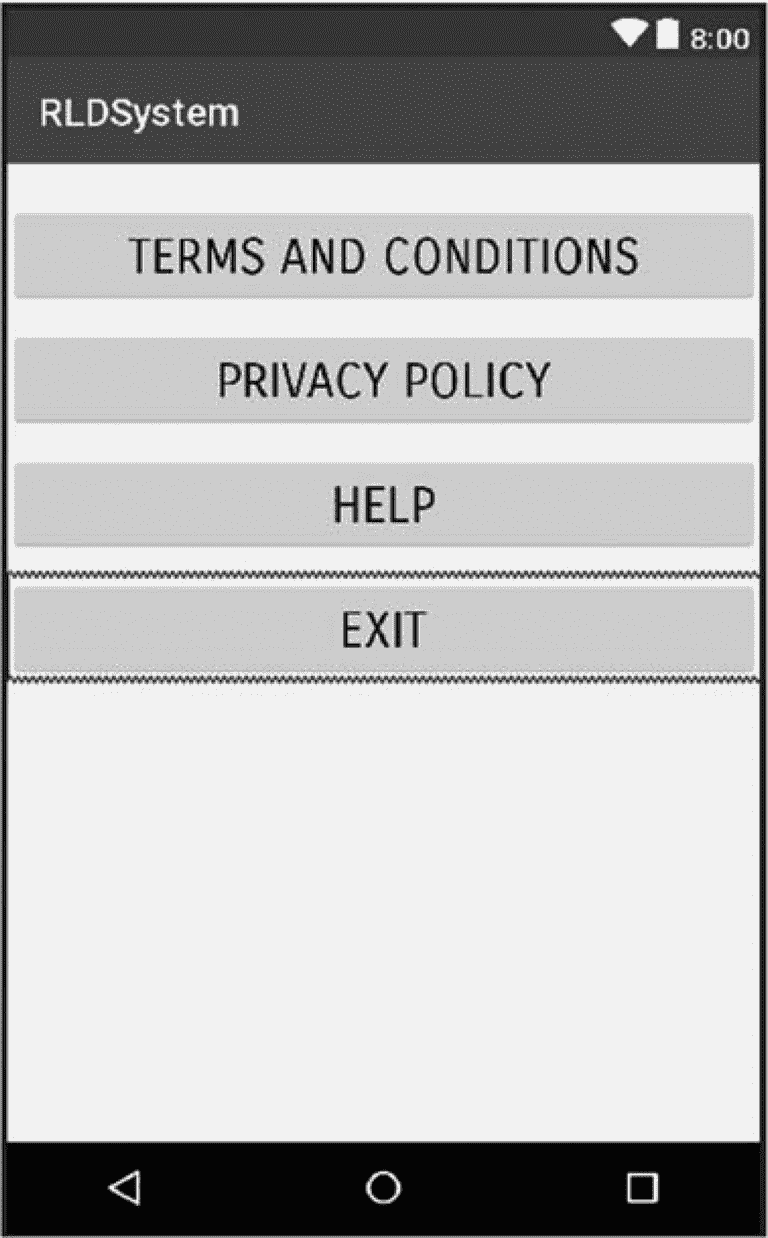 8:00
RLDSystem
TERMS AND CONDITIONS
PRIVACY POLICY
HELP
EXIT